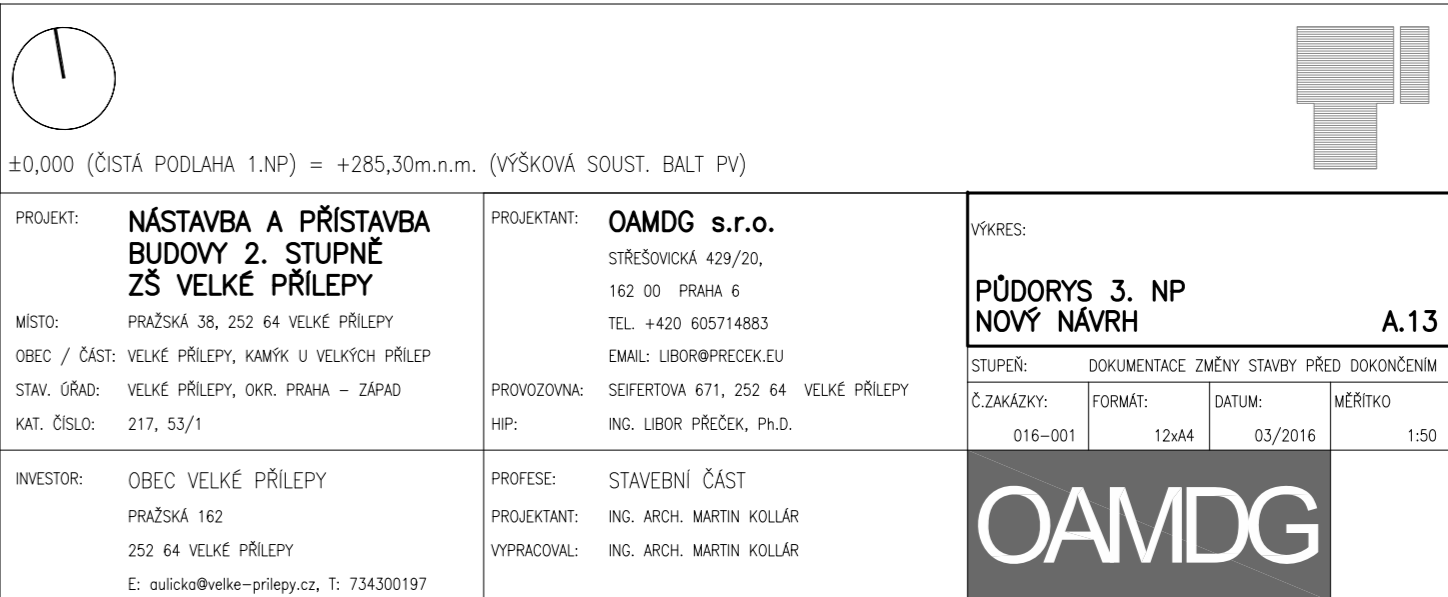 ±0,000 (ČISTÁ PODLAHA 1.NP) = +285,30m.n.m. (VÝŠKOVÁ SOUST. BALT PV)
PROJEKT: NÁSTAVBA A PŘÍSTAVBA
BUDOVY 2. STUPNĚ
ZŠ VELKÉ PŘÍLEPY
MÍSTO: PRAŽSKÁ 38, 252 64 VELKÉ PŘÍLEPY
OBEC / ČÁST: VELKÉ PŘÍLEPY, KAMÝK U VELKÝCH PŘÍLEP
STAV. ÚŘAD: VELKÉ PŘÍLEPY, OKR. PRAHA – ZÁPAD
KAT. ČÍSLO: 217, 53/1
PROJEKTANT: OAMDG s.r.o.
STŘEŠOVICKÁ 429/20,
162 00 PRAHA 6
TEL. +420 605714883
EMAIL: LIBOR@PRECEK.EU
PROVOZOVNA: SEIFERTOVA 671, 252 64 VELKÉ PŘÍLEPY
HIP: ING. LIBOR PŘEČEK, Ph.D.
VÝKRES:
PŮDORYS 3. NP
NOVÝ NÁVRH A.13
STUPEŇ: DOKUMENTACE ZMĚNY STAVBY PŘED DOKONČENÍM
Č.ZAKÁZKY: FORMÁT: DATUM: MĚŘÍTKO
016–001 12xA4 03/2016 1:50
INVESTOR: OBEC VELKÉ PŘÍLEPY
PRAŽSKÁ 162
252 64 VELKÉ PŘÍLEPY
E: aulicka@velke–prilepy.cz, T: 734300197
PROFESE: STAVEBNÍ ČÁST
PROJEKTANT: ING. ARCH. MARTIN KOLLÁR
VYPRACOVAL: ING. ARCH. MARTIN KOLLÁR
OAMDG